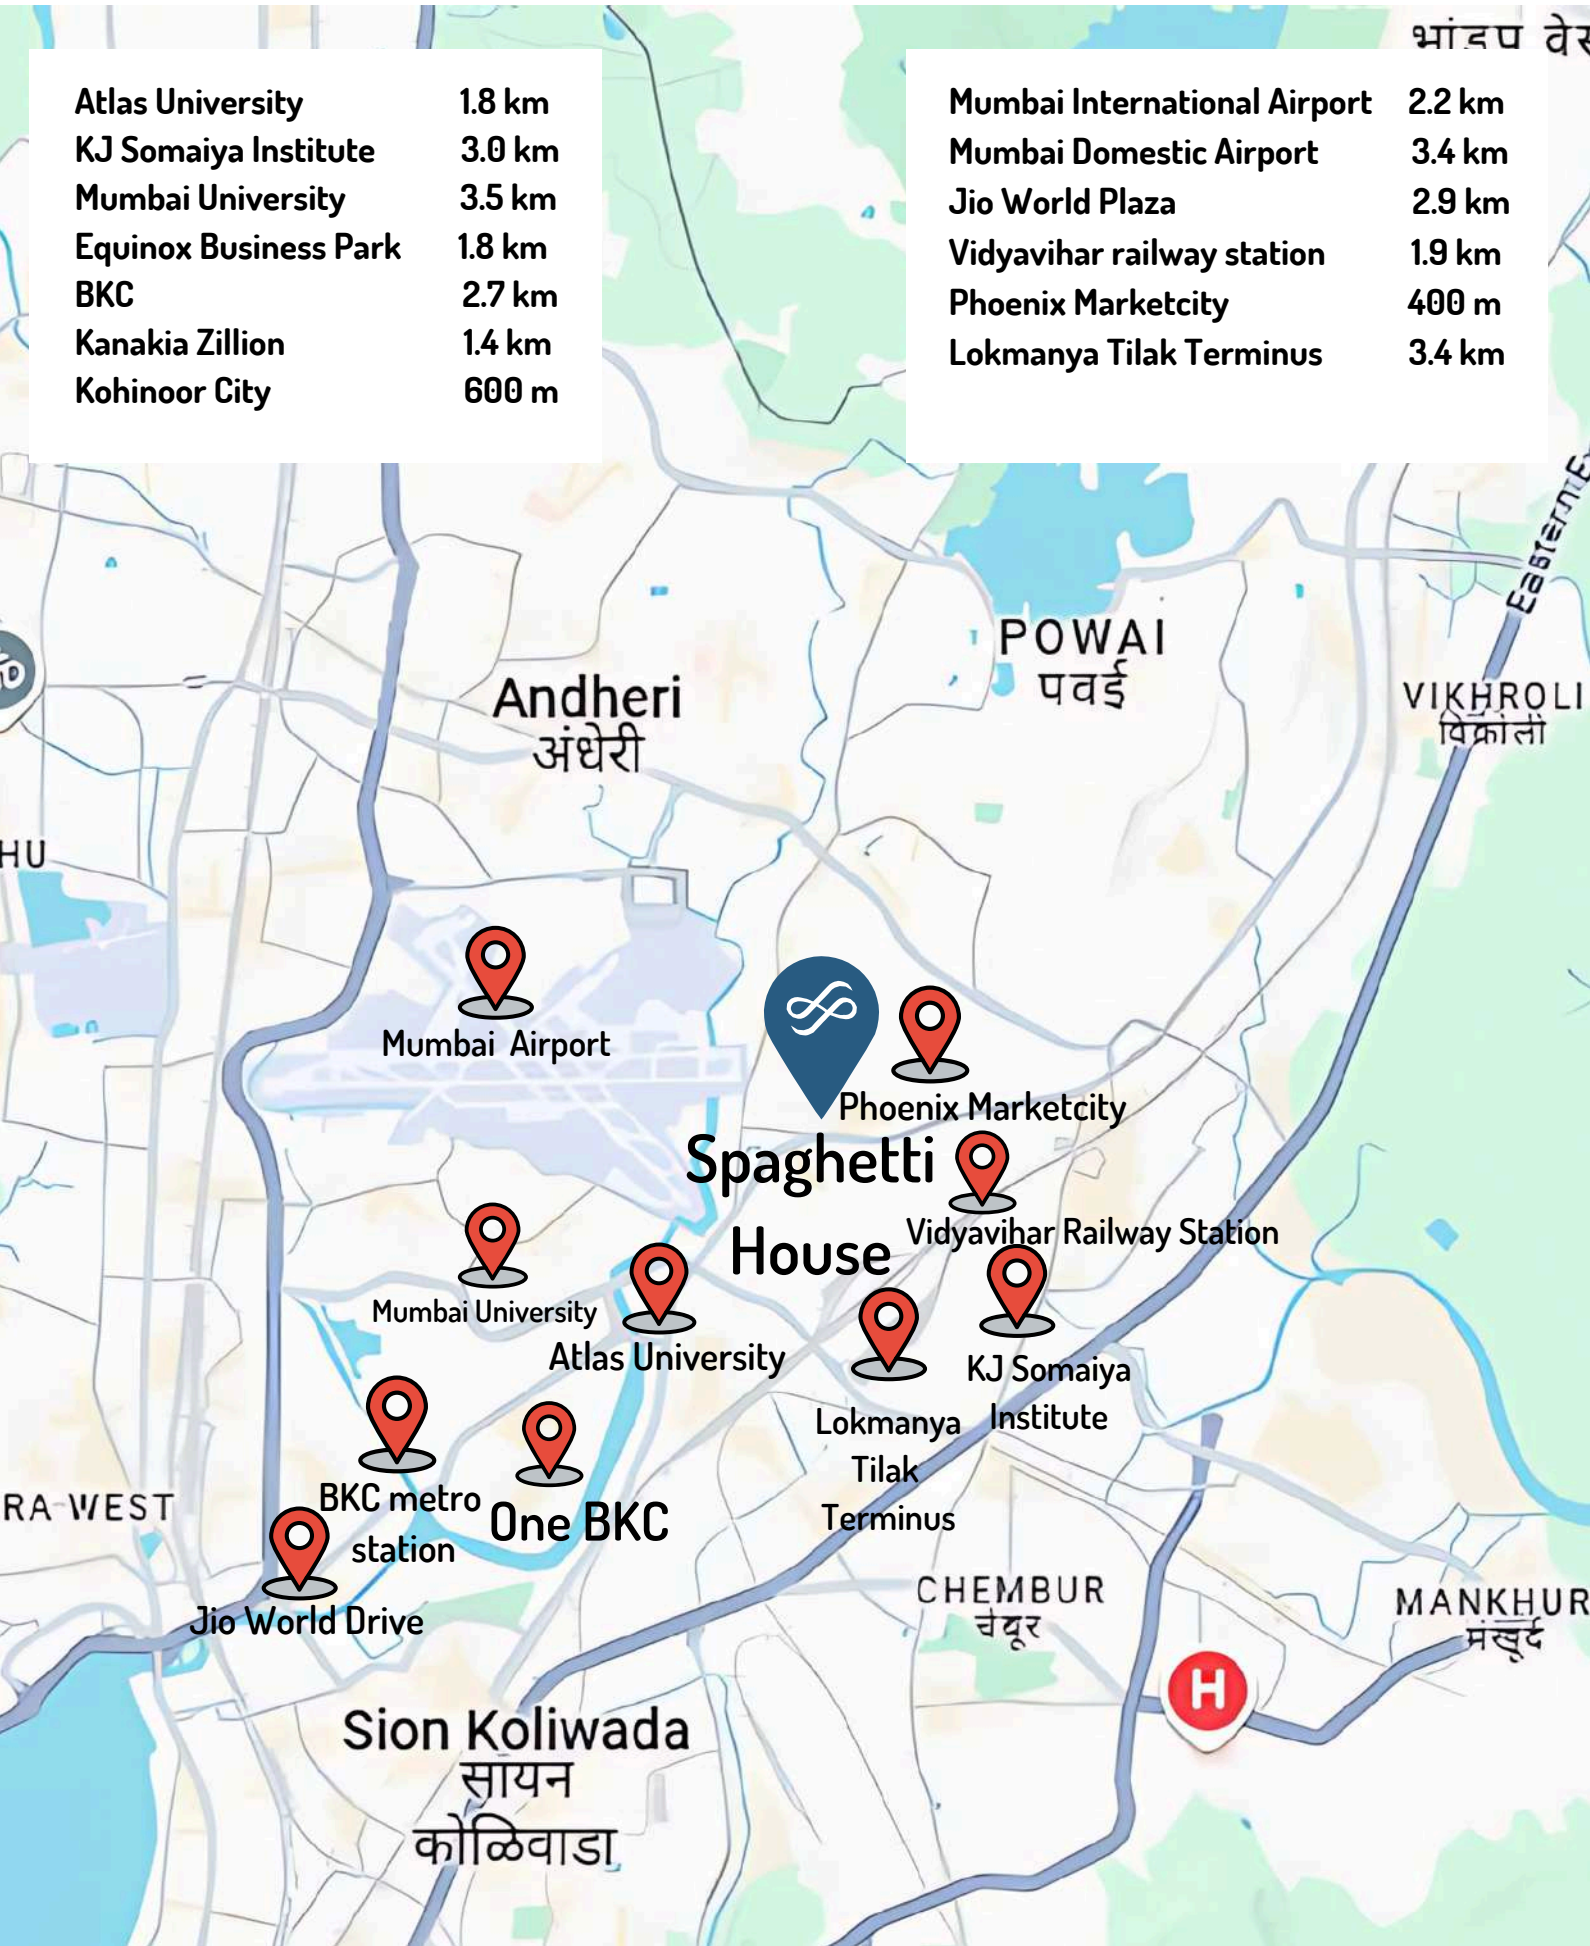 भांडुप वेस
Atlas University 1.8 km
KJ Somaiya Institute 3.0 km
Mumbai University 3.5 km
Equinox Business Park 1.8 km
BKC 2.7 km
Kanakia Zillion 1.4 km
Kohinoor City 600 m
Mumbai International Airport 2.2 km
Mumbai Domestic Airport 3.4 km
Jio World Plaza 2.9 km
Vidyavihar railway station 1.9 km
Phoenix Marketcity 400 m
Lokmanya Tilak Terminus 3.4 km
Eastern E
POWAI
पवई
Andheri
अंधेरी
VIKHROLI
HU
Mumbai Airport
Phoenix Marketcity
Spaghetti
House
Vidyavihar Railway Station
Mumbai University
Atlas University
KJ Somaiya
Institute
Lokmanya
Tilak
Terminus
BKC metro
station
One BKC
RA WEST
Jio World Drive
CHEMBUR
MANKHUR
H
Sion Koliwada
सायन
कोळिवाडा